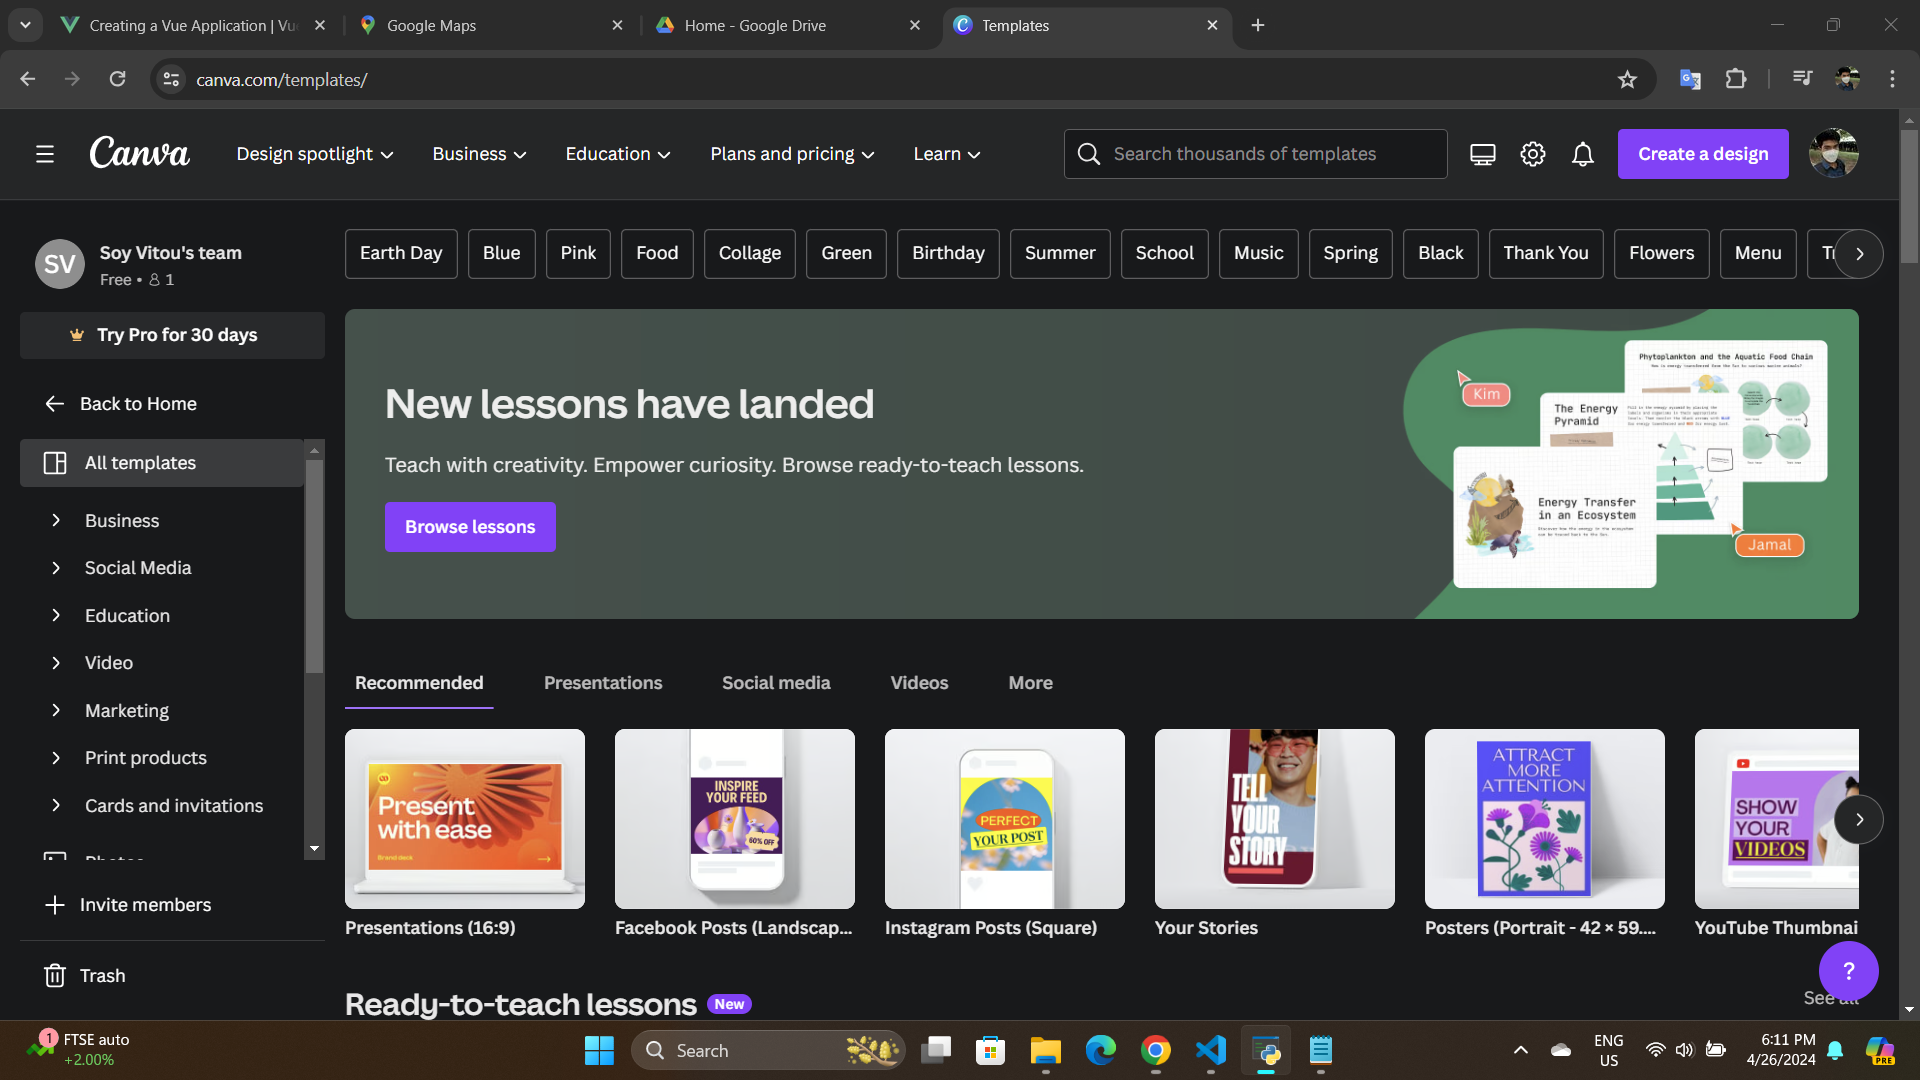 Creating a Vue Application | Vue
Google Maps
Home - Google Drive
Templates
canva.com/templates/
Canva
Design spotlight
Business
Education
Plans and pricing
Learn
Search thousands of templates
Create a design
SV
Soy Vitou's team
Free • 1
Try Pro for 30 days
Back to Home
All templates
Business
Social Media
Education
Video
Marketing
Print products
Cards and invitations
Photos
Invite members
Trash
Earth Day
Blue
Pink
Food
Collage
Green
Birthday
Summer
School
Music
Spring
Black
Thank You
Flowers
Menu
New lessons have landed
Teach with creativity. Empower curiosity. Browse ready-to-teach lessons.
Browse lessons
Phytoplankton and the Aquatic Food Chain
Kim
The Energy
Pyramid
Energy Transfer
in an Ecosystem
Jamal
Recommended
Presentations
Social media
Videos
More
Present
with ease
Brand deck
INSPIRE
YOUR FEED
60% OFF
PERFECT
YOUR POST
TELL
YOUR
STORY
ATTRACT
MORE
ATTENTION
SHOW
YOUR
VIDEOS
Presentations (16:9)
Facebook Posts (Landscap...
Instagram Posts (Square)
Your Stories
Posters (Portrait - 42 × 59....
YouTube Thumbnai
?
Ready-to-teach lessons
New
See all
1
FTSE auto
+2.00%
Search
ENG
US
6:11 PM
4/26/2024
PRE